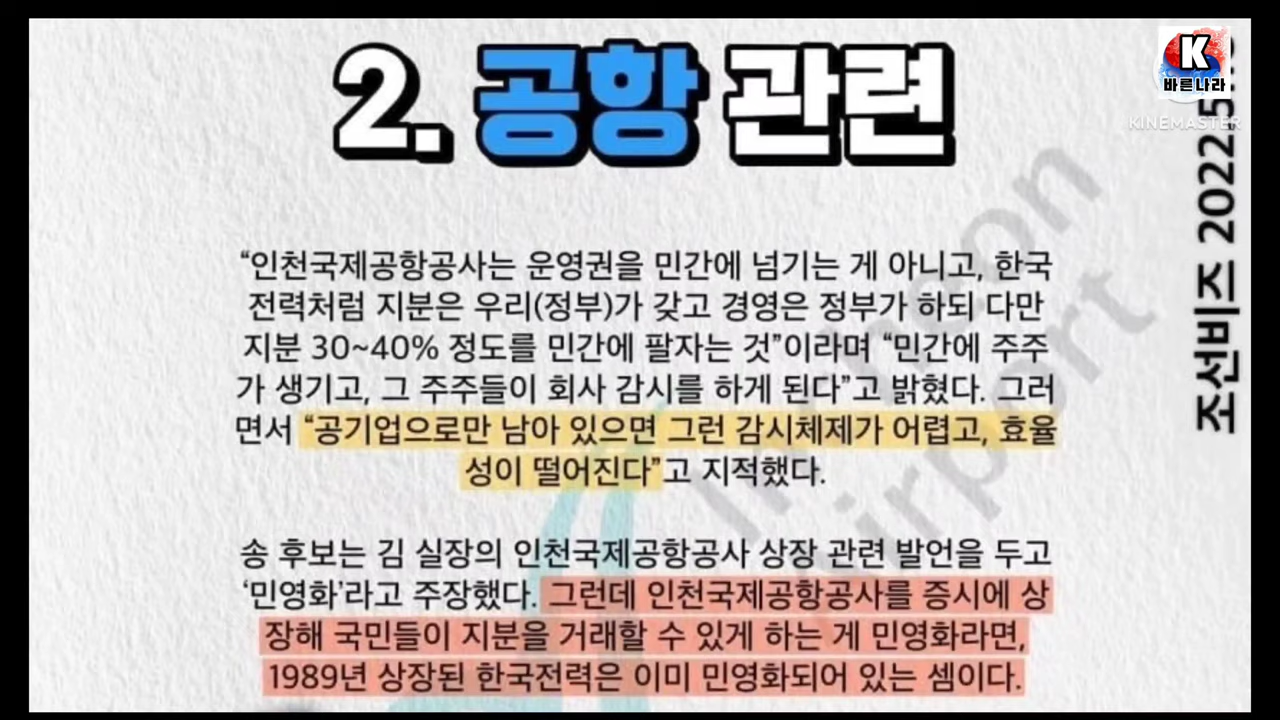 2. 공항 관련
K
바른나라
KINEMASTER
조선비즈 2022.5.
“인천국제공항공사는 운영권을 민간에 넘기는 게 아니고, 한국
전력처럼 지분은 우리(정부)가 갖고 경영은 정부가 하되 다만
지분 30~40% 정도를 민간에 팔자는 것”이라며 “민간에 주주
가 생기고, 그 주주들이 회사 감시를 하게 된다”고 밝혔다. 그러
면서 “공기업으로만 남아 있으면 그런 감시체제가 어렵고, 효율
성이 떨어진다”고 지적했다.
송 후보는 김 실장의 인천국제공항공사 상장 관련 발언을 두고
‘민영화’라고 주장했다. 그런데 인천국제공항공사를 증시에 상
장해 국민들이 지분을 거래할 수 있게 하는 게 민영화라면,
1989년 상장된 한국전력은 이미 민영화되어 있는 셈이다.
Incheon
Airport